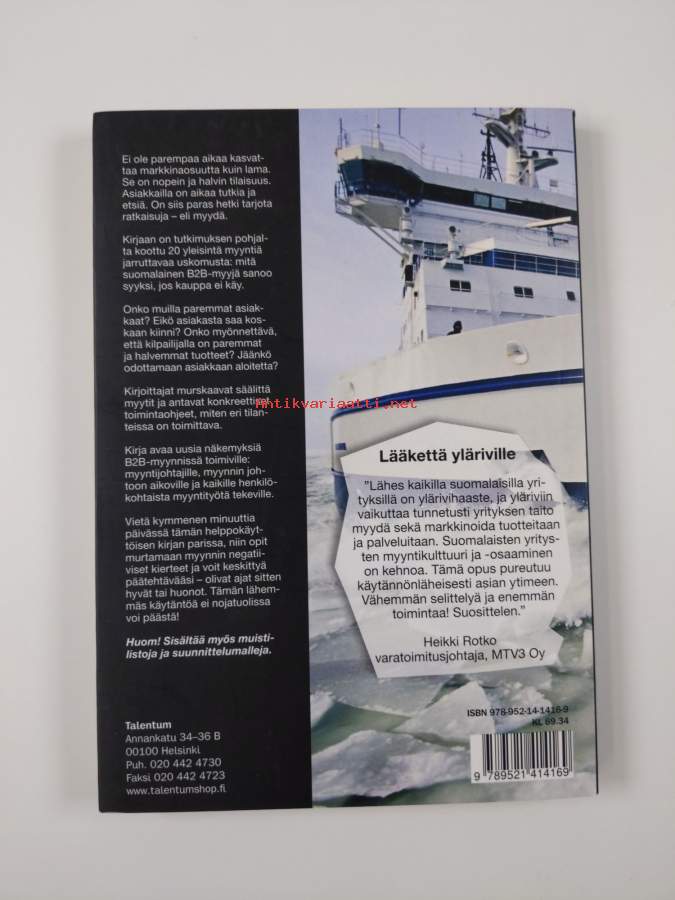 Ei ole parempaa aikaa kasvat-
taa markkinaosuutta kuin lama.
Se on nopein ja halvin tilaisuus.
Asiakkailla on aikaa tutkia ja
etsiä. On siis paras hetki tarjota
ratkaisuja – eli myydä.
Kirjaan on tutkimuksen pohjal-
ta koottu 20 yleisintä myyntiä
jarruttavaa uskomusta: mitä
suomalainen B2B-myyjä sanoo
syyksi, jos kauppa ei käy.
Onko muilla paremmat asiak-
kaat? Eikö asiakasta saa kos-
kaan kiinni? Onko myönnettävä,
että kilpailijalla on paremmat
ja halvemmat tuotteet? Jäänkö
odottamaan asiakkaan aloitetta?
Kirjoittajat murskaavat säälittä
myytit ja antavat konkreettiset
toimintaohjeet, miten eri tilan-
teissa on toimittava.
Kirja avaa uusia näkemyksiä
B2B-myynnissä toimiville:
myyntijohtajille, myynnin joh-
toon aikoville ja kaikille henkilö-
kohtaista myyntityötä tekeville.
Vietä kymmenen minuuttia
päivässä tämän helppokäyt-
töisen kirjan parissa, niin opit
murtamaan myynnin negatii-
viset kierteet ja voit keskittyä
päätehtävääsi – olivat ajat sitten
hyvät tai huonot. Tämän lähem-
mäs käytäntöä ei nojatuolissa
voi päästä!
Huom! Sisältää myös muisti-
listoja ja suunnittelumalleja.
Talentum
Annankatu 34–36 B
00100 Helsinki
Puh. 020 442 4730
Faksi 020 442 4723
www.talentumshop.fi
Antikvariaatti.net
Lääkettä yläriville
”Lähes kaikilla suomalaisilla yri-
tyksillä on ylärivihaaste, ja yläriviin
vaikuttaa tunnetusti yrityksen taito
myydä sekä markkinoida tuotteitaan
ja palveluitaan. Suomalaisten yritys-
ten myyntikulttuuri ja -osaaminen
on kehnoa. Tämä opus pureutuu
käytännönläheisesti asian ytimeen.
Vähemmän selittelyä ja enemmän
toimintaa! Suosittelen.”
Heikki Rotko
varatoimitusjohtaja, MTV3 Oy
ISBN 978-952-14-1416-9
KL 69.34
9 789521 414169